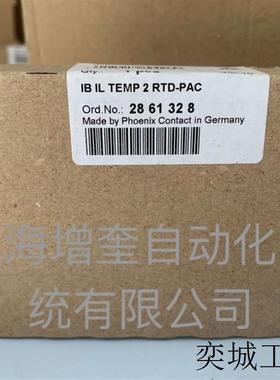 IB IL TEMP 2 RTD-PAC
Ord.No.: 28 61 32 8
Made by Phoenix Contact in Germany
海增奎自动化
统有限公司
奕城工